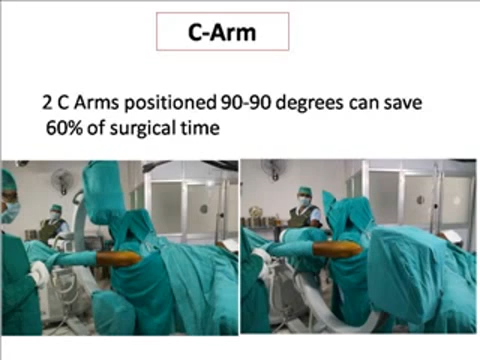 C-Arm
2 C Arms positioned 90-90 degrees can save
60% of surgical time